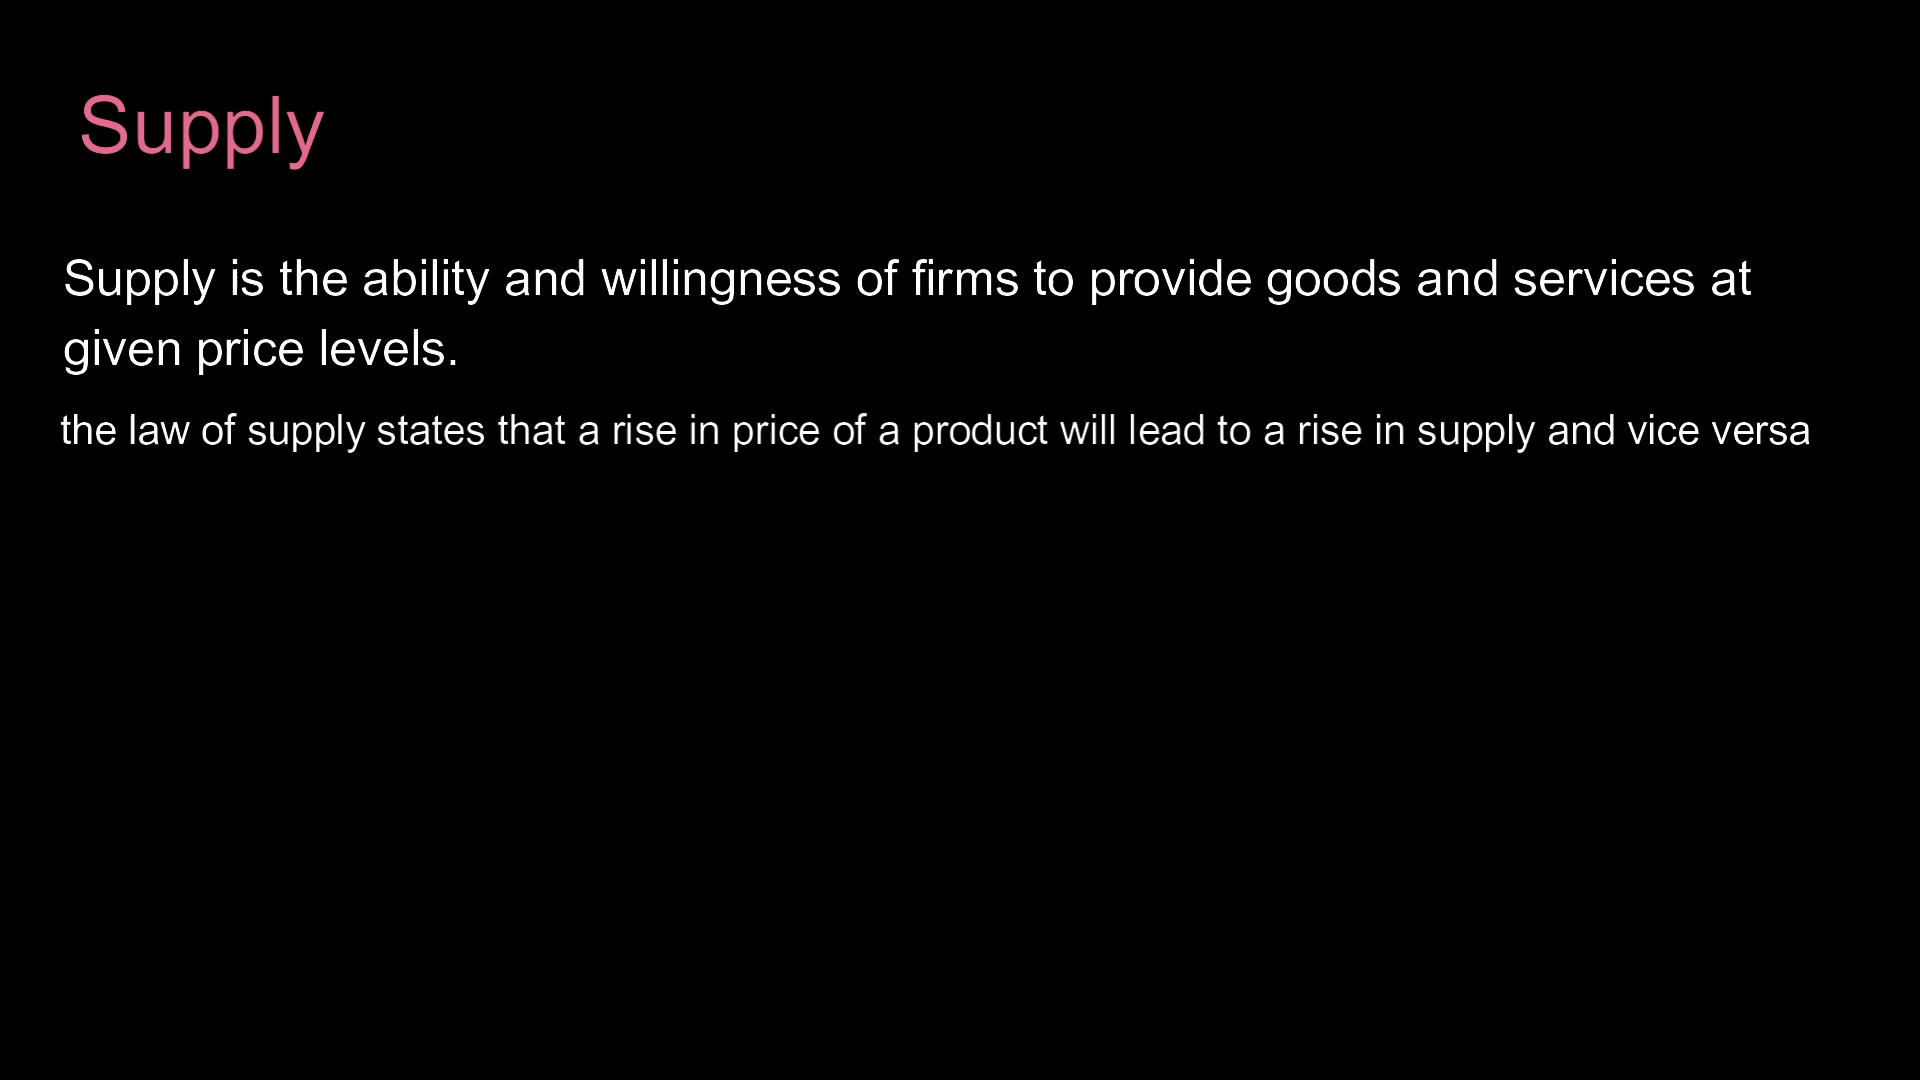 Supply
Supply is the ability and willingness of firms to provide goods and services at
given price levels.
the law of supply states that a rise in price of a product will lead to a rise in supply and vice versa